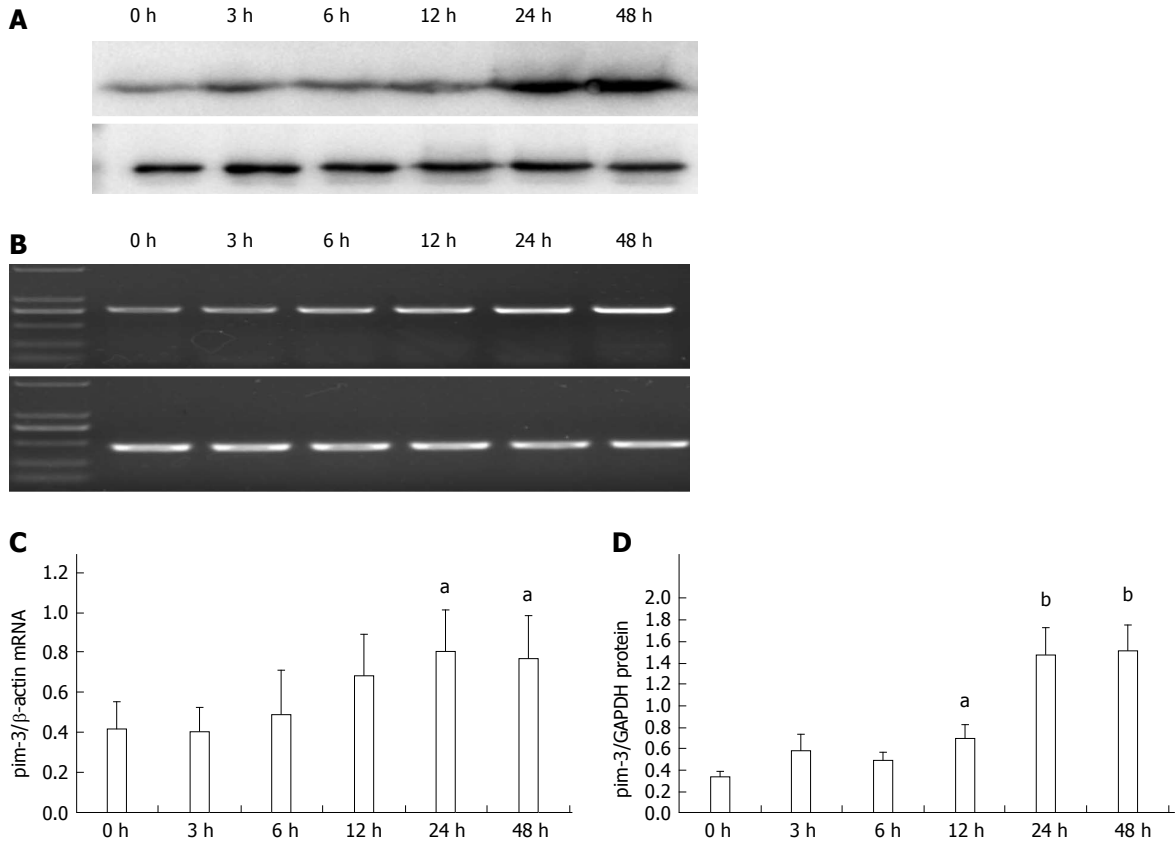 A
0 h 3 h 6 h 12 h 24 h 48 h
B
0 h 3 h 6 h 12 h 24 h 48 h
C
pim-3/β-actin mRNA
1.2
1.0
0.8
0.6
0.4
0.2
0.0
a a
0 h 3 h 6 h 12 h 24 h 48 h
D
pim-3/GAPDH protein
2.0
1.8
1.6
1.4
1.2
1.0
0.8
0.6
0.4
0.2
0.0
a b b
0 h 3 h 6 h 12 h 24 h 48 h